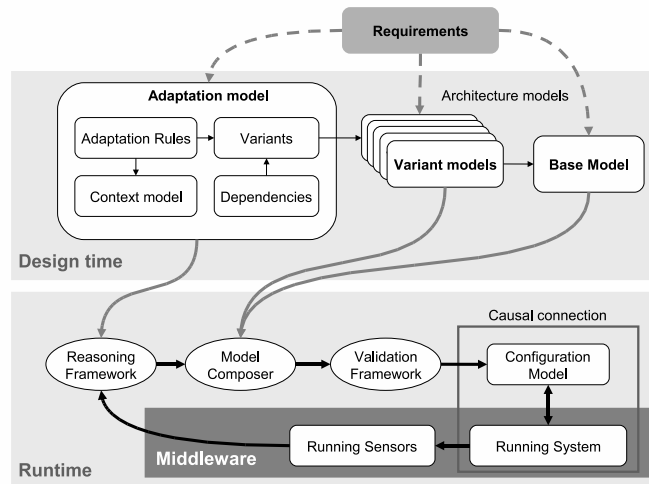 Requirements
Adaptation model
Architecture models
Adaptation Rules
Variants
Variant models
Base Model
Context model
Dependencies
Design time
Causal connection
Reasoning
Framework
Model
Composer
Validation
Framework
Configuration
Model
Running Sensors
Running System
Middleware
Runtime